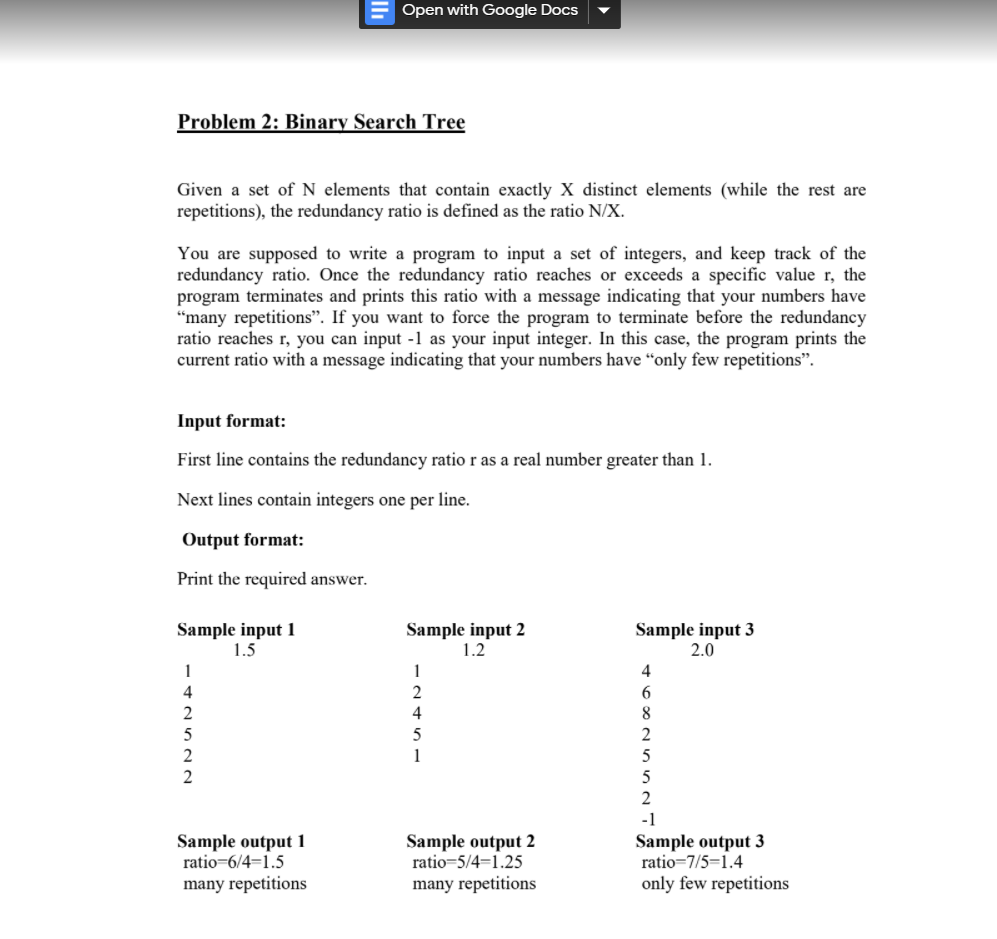 Open with Google Docs
Problem 2: Binary Search Tree
Given a set of N elements that contain exactly X distinct elements (while the rest are
repetitions), the redundancy ratio is defined as the ratio N/X.
You are supposed to write a program to input a set of integers, and keep track of the
redundancy ratio. Once the redundancy ratio reaches or exceeds a specific value r, the
program terminates and prints this ratio with a message indicating that your numbers have
“many repetitions”. If you want to force the program to terminate before the redundancy
ratio reaches r, you can input -1 as your input integer. In this case, the program prints the
current ratio with a message indicating that your numbers have “only few repetitions”.
Input format:
First line contains the redundancy ratio r as a real number greater than 1.
Next lines contain integers one per line.
Output format:
Print the required answer.
Sample input 1 Sample input 2 Sample input 3
1.5 1.2 2.0
1 1 4
4 2 6
2 4 8
5 5 2
2 1 5
2 5
2
-1
Sample output 1 Sample output 2 Sample output 3
ratio=6/4=1.5 ratio=5/4=1.25 ratio=7/5=1.4
many repetitions many repetitions only few repetitions